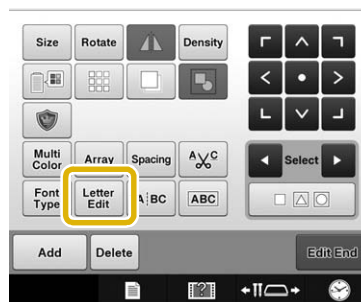 Size Rotate Density
Multi Color Array Spacing A C
Font Type Letter Edit A BC ABC
Select
Add Delete Edit End
?